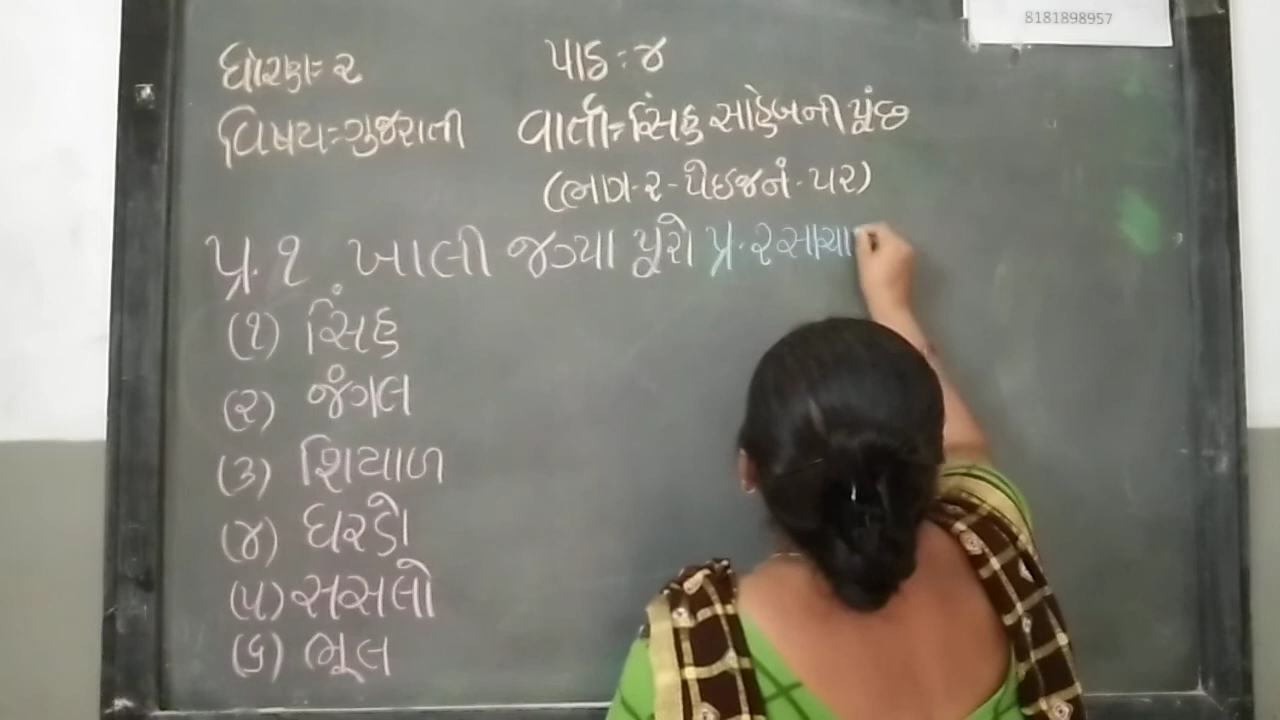 8181898957
ધોરણ:- ૨ પાઠ : ૪
વિષય:- ગુજરાતી વાર્તા:- સિંહ સાહેબની પૂંછ
(ભાગ-૨-પેઇજનં- ૫૨)
પ્ર.૧ ખાલી જગ્યા પૂરો પ્ર.૨ સાચા
(૧) સિંહ
(૨) જંગલ
(૩) શિયાળ
(૪) ઘરડો
(૫) સસલો
(૬) ભૂલ